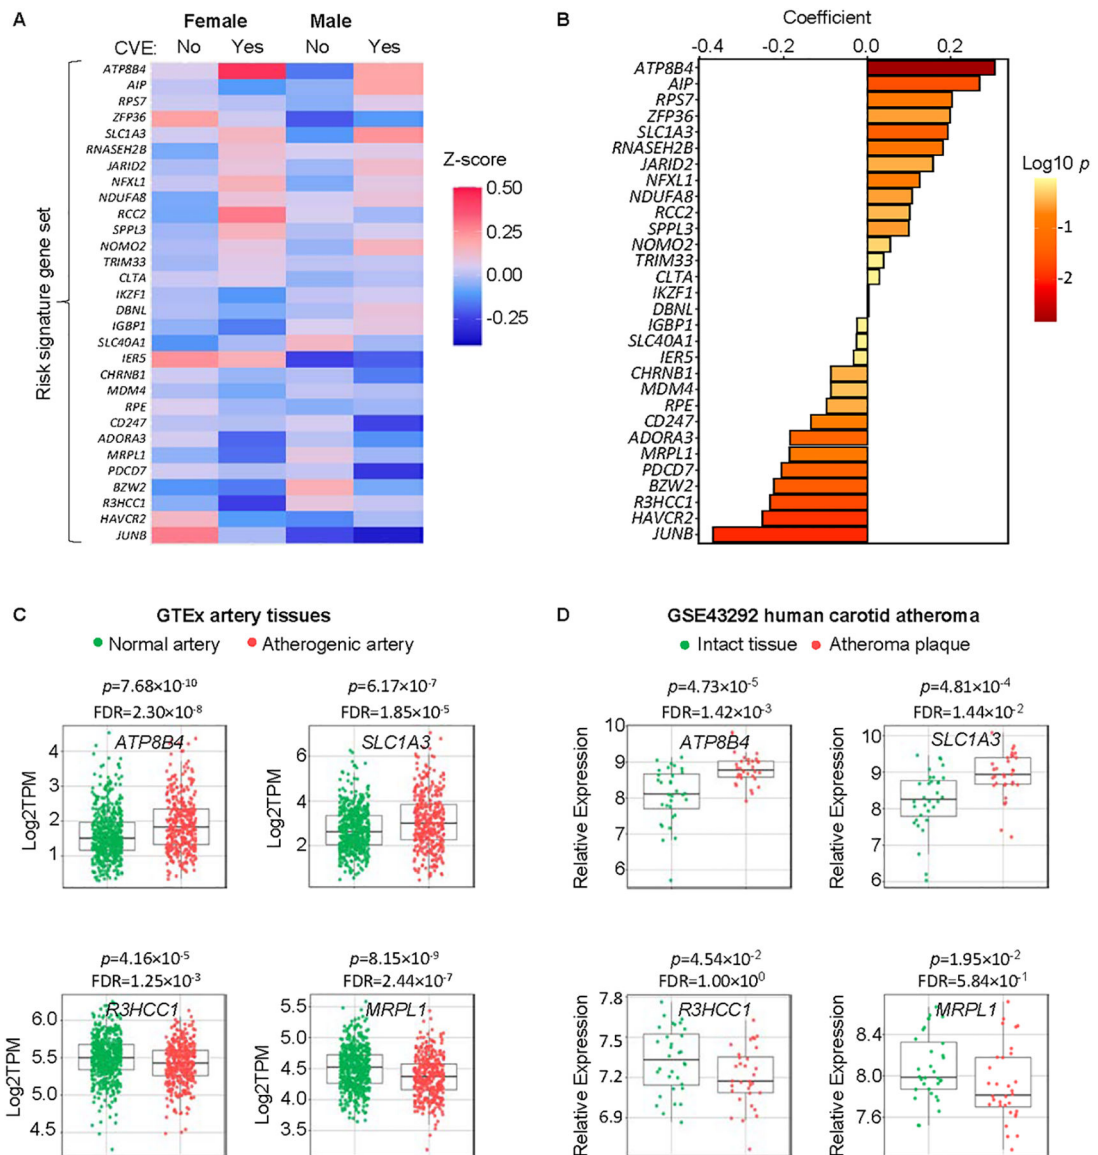 A
Female Male
CVE: No Yes No Yes
Risk signature gene set
ATP8B4
AIP
RPS7
ZFP36
SLC1A3
RNASEH2B
JARID2
NFXL1
NDUFA8
RCC2
SPPL3
NOMO2
TRIM33
CLTA
IKZF1
DBNL
IGBP1
SLC40A1
IER5
CHRNB1
MDM4
RPE
CD247
ADORA3
MRPL1
PDCD7
BZW2
R3HCC1
HAVCR2
JUNB
Z-score
0.50
0.25
0.00
-0.25
B
Coefficient
-0.4 -0.2 0.0 0.2
ATP8B4
AIP
RPS7
ZFP36
SLC1A3
RNASEH2B
JARID2
NFXL1
NDUFA8
RCC2
SPPL3
NOMO2
TRIM33
CLTA
IKZF1
DBNL
IGBP1
SLC40A1
IER5
CHRNB1
MDM4
RPE
CD247
ADORA3
MRPL1
PDCD7
BZW2
R3HCC1
HAVCR2
JUNB
Log10 p
-1
-2
C
GTEx artery tissues
Normal artery Atherogenic artery
p=7.68×10-10
FDR=2.30×10-8
ATP8B4
Log2TPM
4
3
2
1
p=6.17×10-7
FDR=1.85×10-5
SLC1A3
Log2TPM
6
4
2
p=4.16×10-5
FDR=1.25×10-3
R3HCC1
Log2TPM
6.0
5.5
5.0
4.5
p=8.15×10-9
FDR=2.44×10-7
MRPL1
Log2TPM
5.5
5.0
4.5
4.0
3.5
D
GSE43292 human carotid atheroma
Intact tissue Atheroma plaque
p=4.73×10-5
FDR=1.42×10-3
ATP8B4
Relative Expression
10
9
8
7
6
p=4.81×10-4
FDR=1.44×10-2
SLC1A3
Relative Expression
10
9
8
7
6
p=4.54×10-2
FDR=1.00×100
R3HCC1
Relative Expression
7.8
7.5
7.2
6.9
p=1.95×10-2
FDR=5.84×10-1
MRPL1
Relative Expression
8.4
8.0
7.6